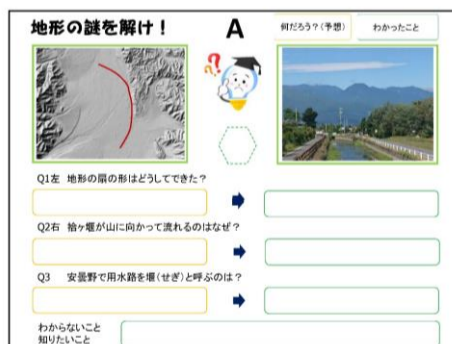 地形の謎を解け！
A
何だろう？（予想）
わかったこと
Q1左 地形の扇の形はどうしてできた？
Q2右 拾ヶ堰が山に向かって流れるのはなぜ？
Q3 安曇野で用水路を堰（せぎ）と呼ぶのは？
わからないこと
知りたいこと